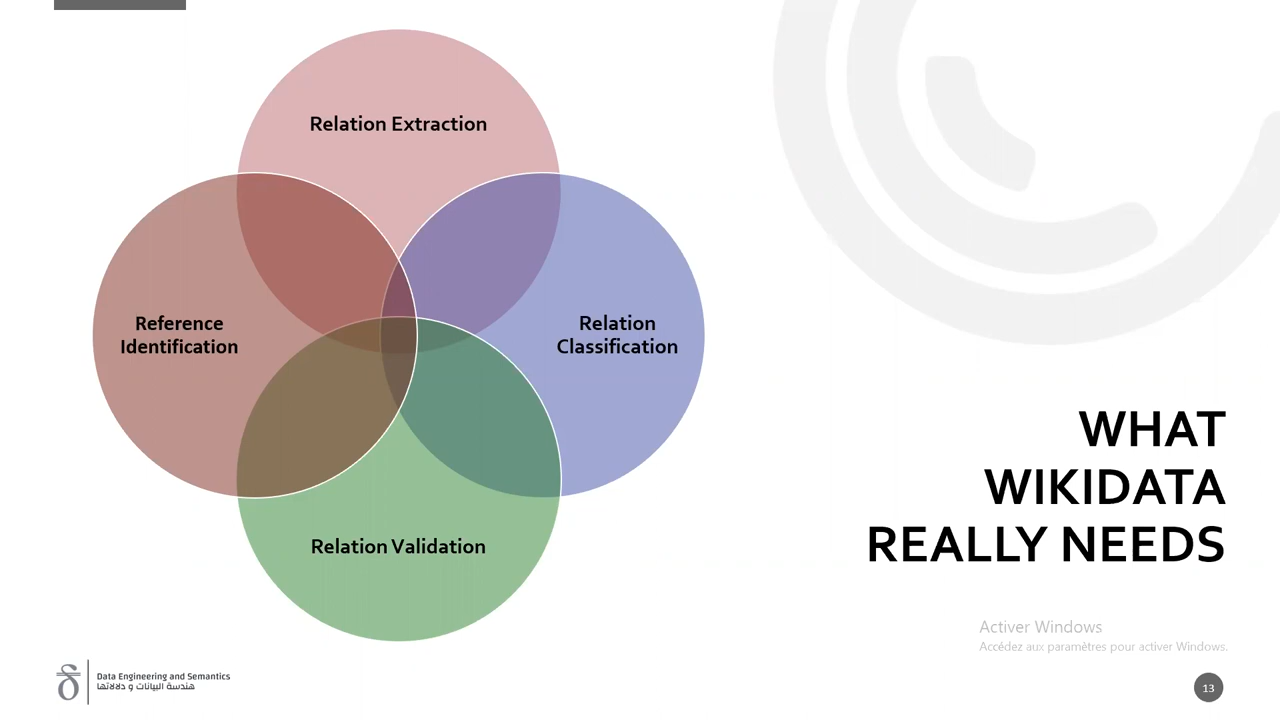 Relation Extraction
Reference
Identification
Relation
Classification
Relation Validation
WHAT
WIKIDATA
REALLY NEEDS
Activer Windows
Accédez aux paramètres pour activer Windows.
Data Engineering and Semantics
هندسة البيانات و دلالاتها
13